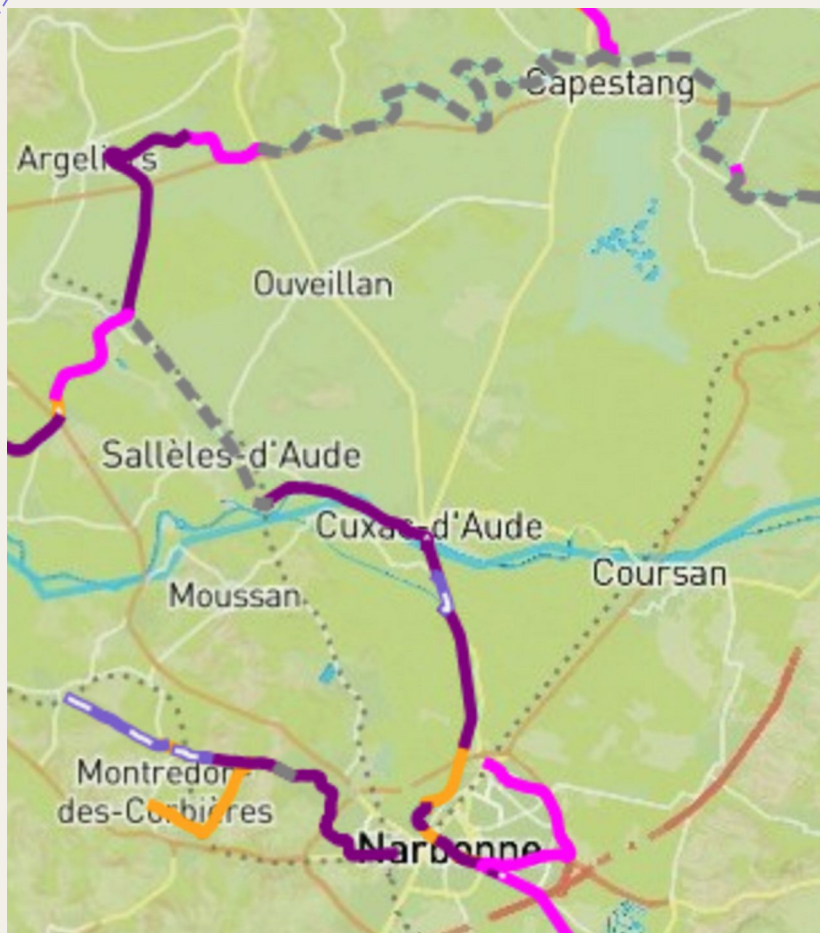 Capestang
Argeliers
Ouveillan
Sallèles-d'Aude
Cuxac-d'Aude
Coursan
Moussan
Montredon-
des-Corbières
Narbonne